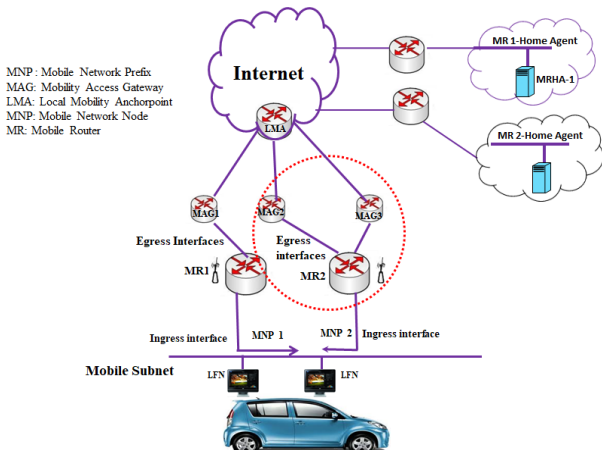 MR 1-Home Agent
MRHA-1
MNP : Mobile Network Prefix
MAG: Mobility Access Gateway
LMA: Local Mobility Anchorpoint
MNP: Mobile Network Node
MR: Mobile Router
Internet
LMA
MR 2-Home Agent
MAG1
MAG2
MAG3
Egress Interfaces
Egress
interfaces
MR1
MR2
Ingress interface
MNP 1
MNP 2
Ingress interface
Mobile Subnet
LFN
LFN